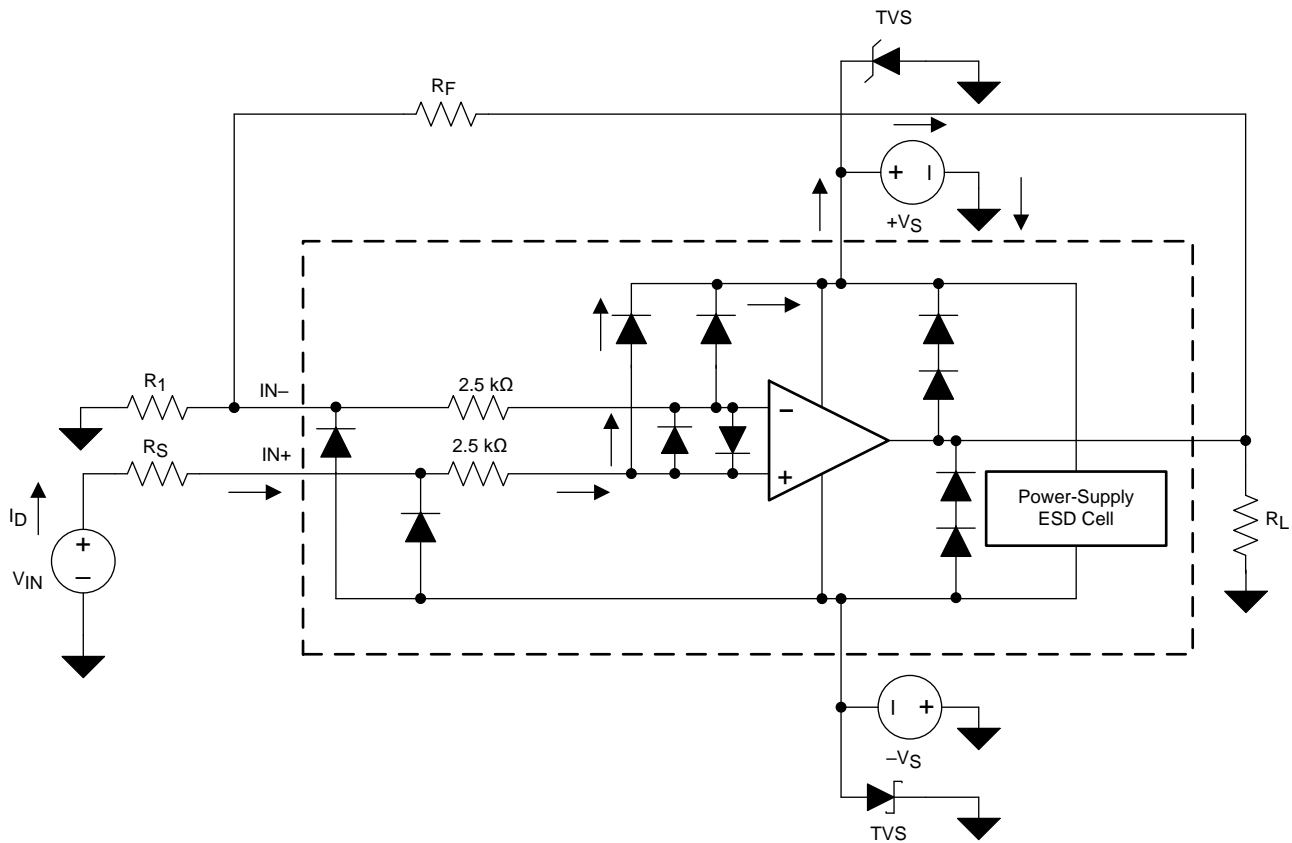 TVS
RF
+ −
+VS
R1
IN−
2.5 kΩ
RS
IN+
2.5 kΩ
−
+
ID
+
−
VIN
Power-Supply
ESD Cell
RL
− +
−VS
TVS